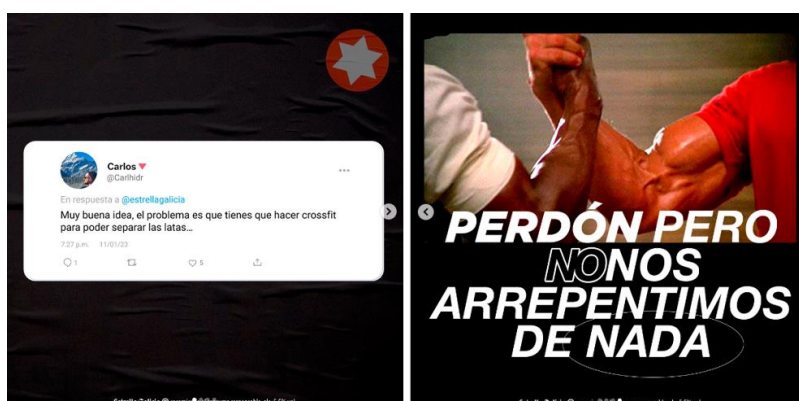 Carlos
@Carlhidr
En respuesta a @estrellagalicia
Muy buena idea, el problema es que tienes que hacer crossfit
para poder separar las latas...
7:27 p.m. 11/01/23
1 5
PERDÓN PERO
NO NOS
ARREPENTIMOS
DE NADA